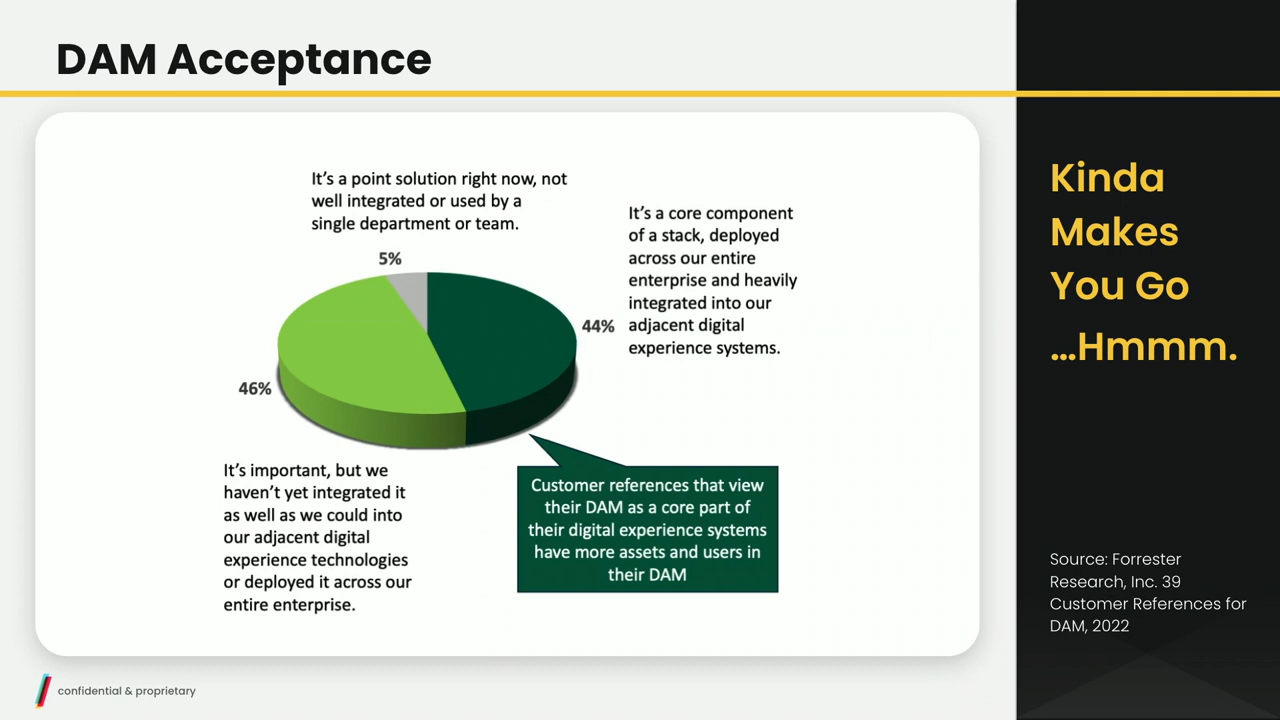 DAM Acceptance
It’s a point solution right now, not
well integrated or used by a
single department or team.
5%
It’s a core component
of a stack, deployed
across our entire
enterprise and heavily
integrated into our
adjacent digital
experience systems.
44%
46%
It’s important, but we
haven’t yet integrated it
as well as we could into
our adjacent digital
experience technologies
or deployed it across our
entire enterprise.
Customer references that view
their DAM as a core part of
their digital experience systems
have more assets and users in
their DAM
Kinda
Makes
You Go
...Hmmm.
Source: Forrester
Research, Inc. 39
Customer References for
DAM, 2022
confidential & proprietary